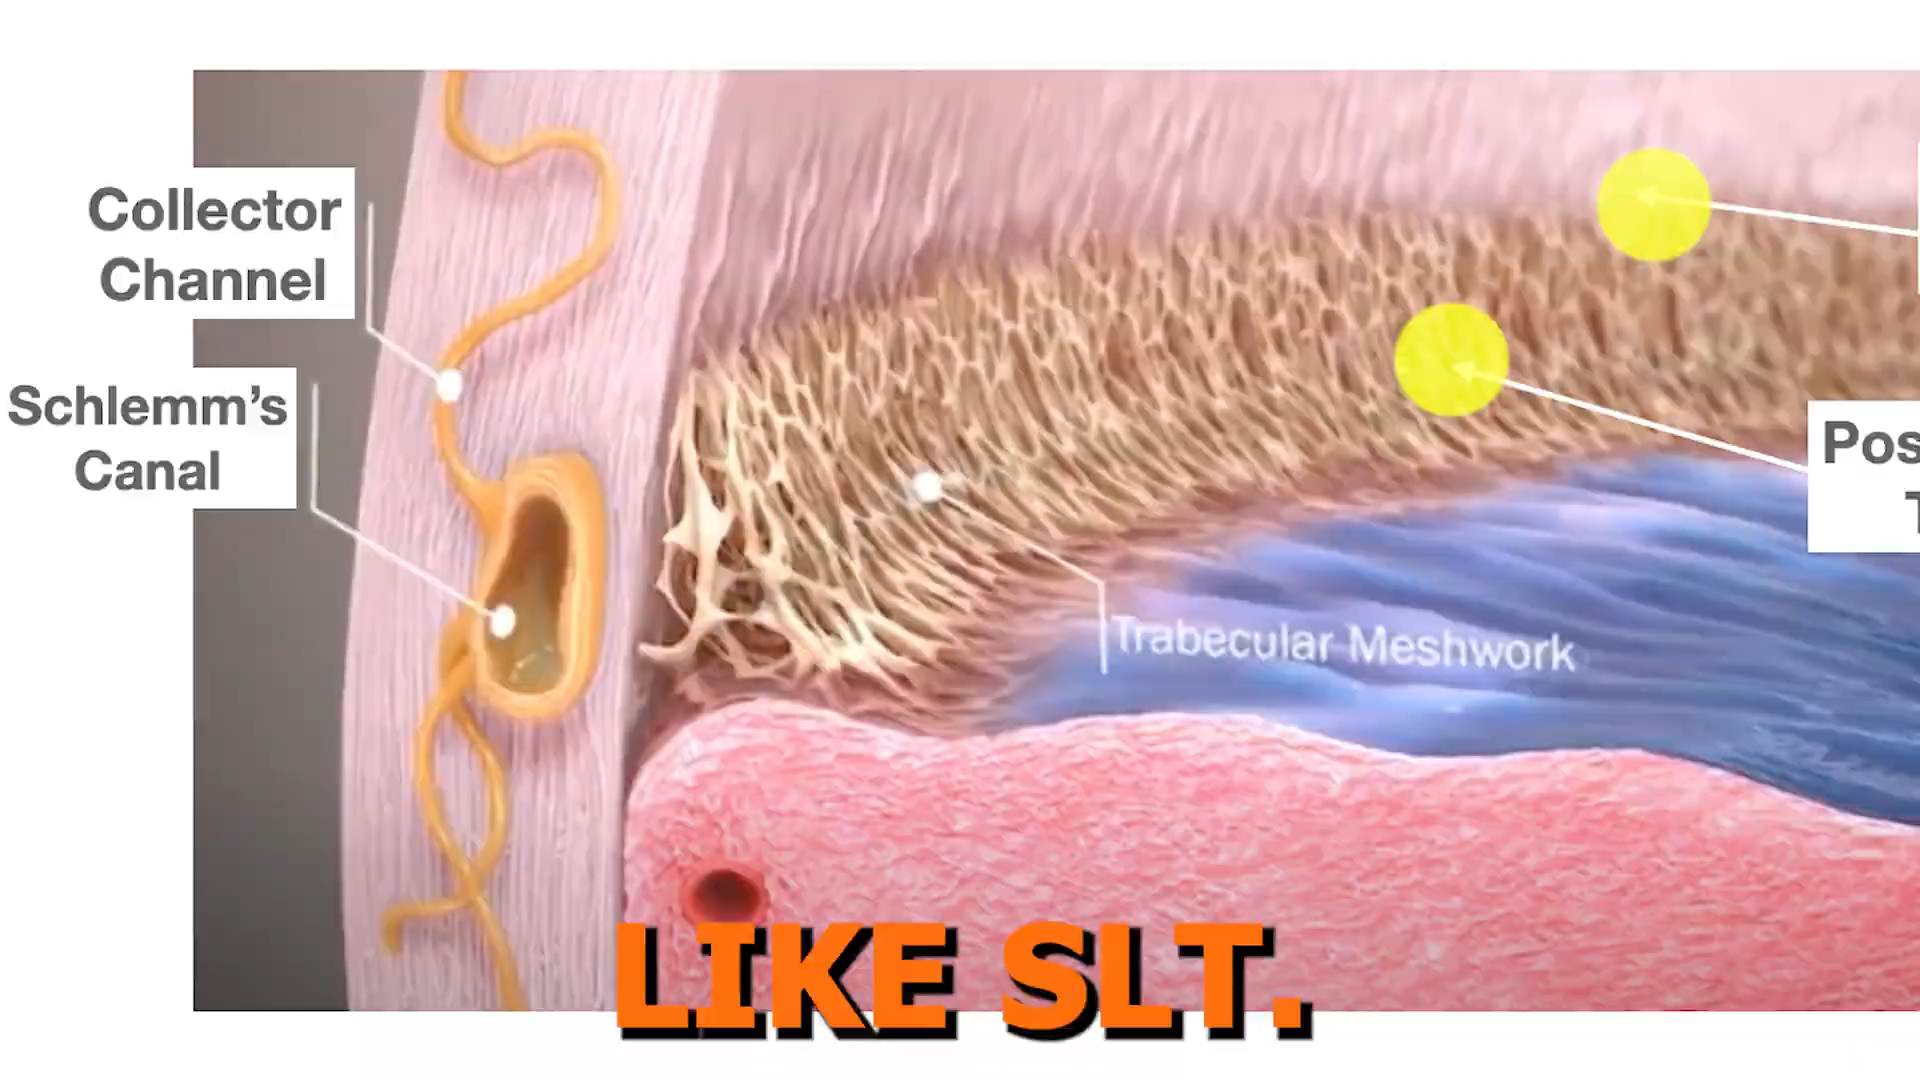 Collector
Channel
Schlemm's
Canal
Trabecular Meshwork
LIKE SLT.